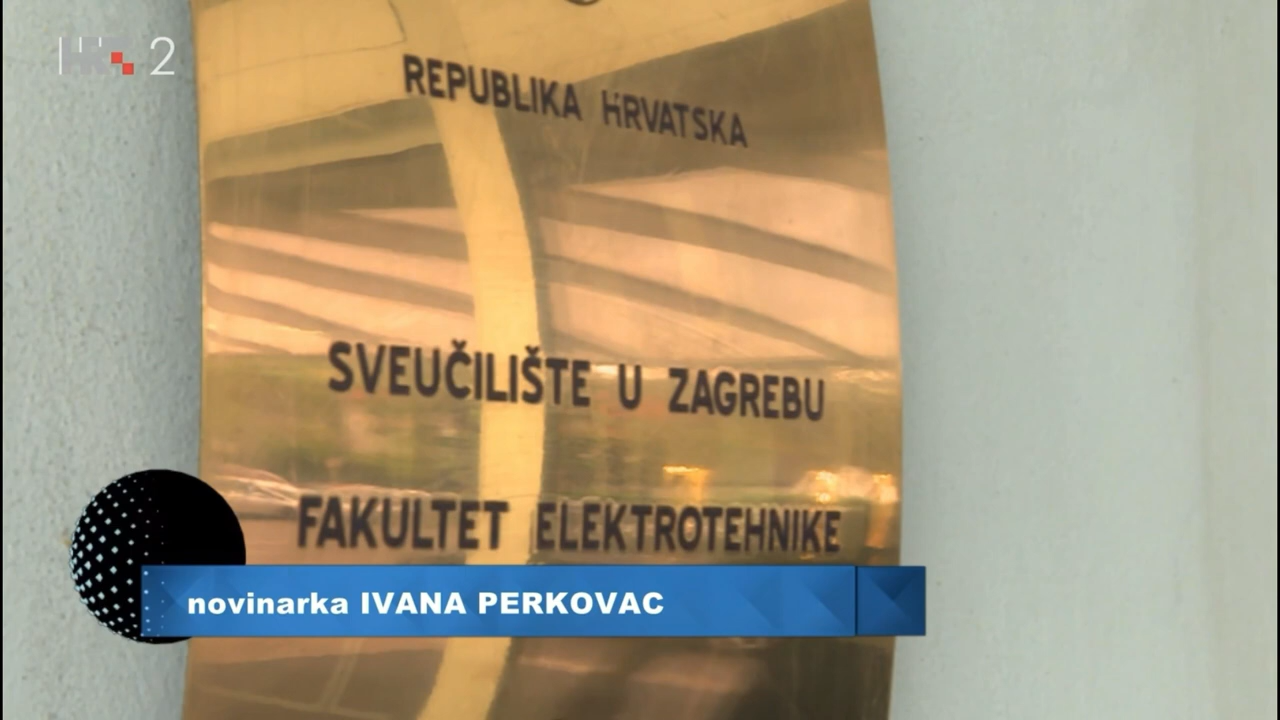 HRT 2
REPUBLIKA HRVATSKA
SVEUČILIŠTE U ZAGREBU
FAKULTET ELEKTROTEHNIKE
novinarka IVANA PERKOVAC